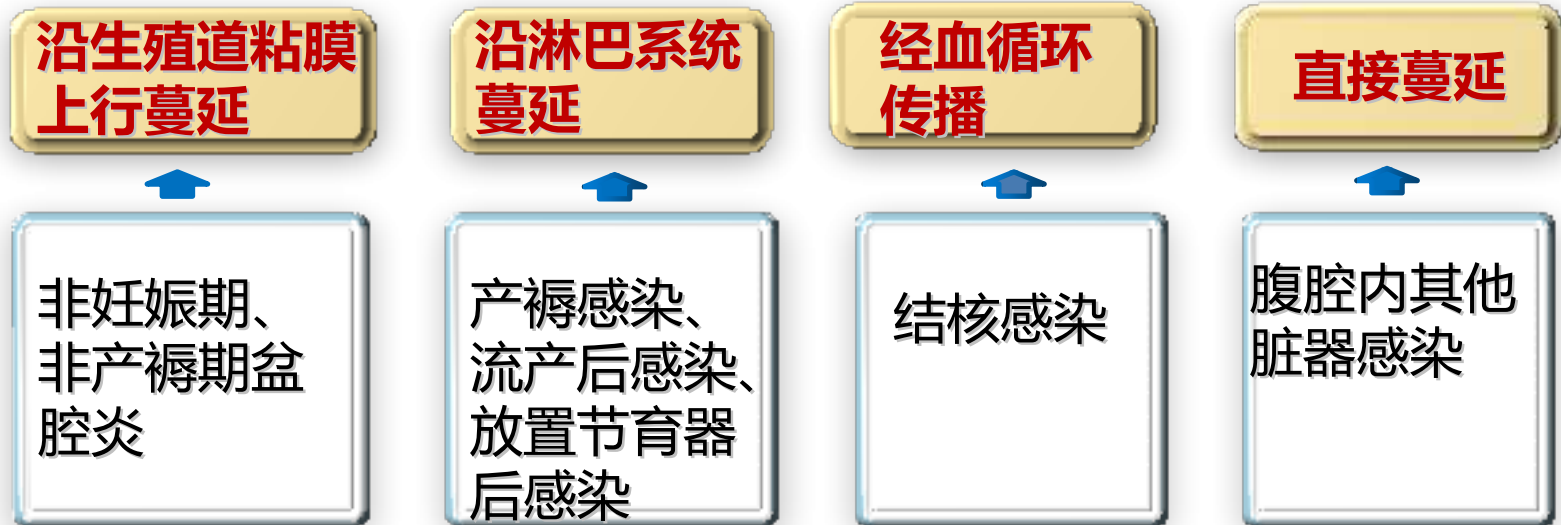 沿生殖道粘膜
上行蔓延
沿淋巴系统
蔓延
经血循环
传播
直接蔓延
非妊娠期、
非产褥期盆
腔炎
产褥感染、
流产后感染、
放置节育器
后感染
结核感染
腹腔内其他
脏器感染